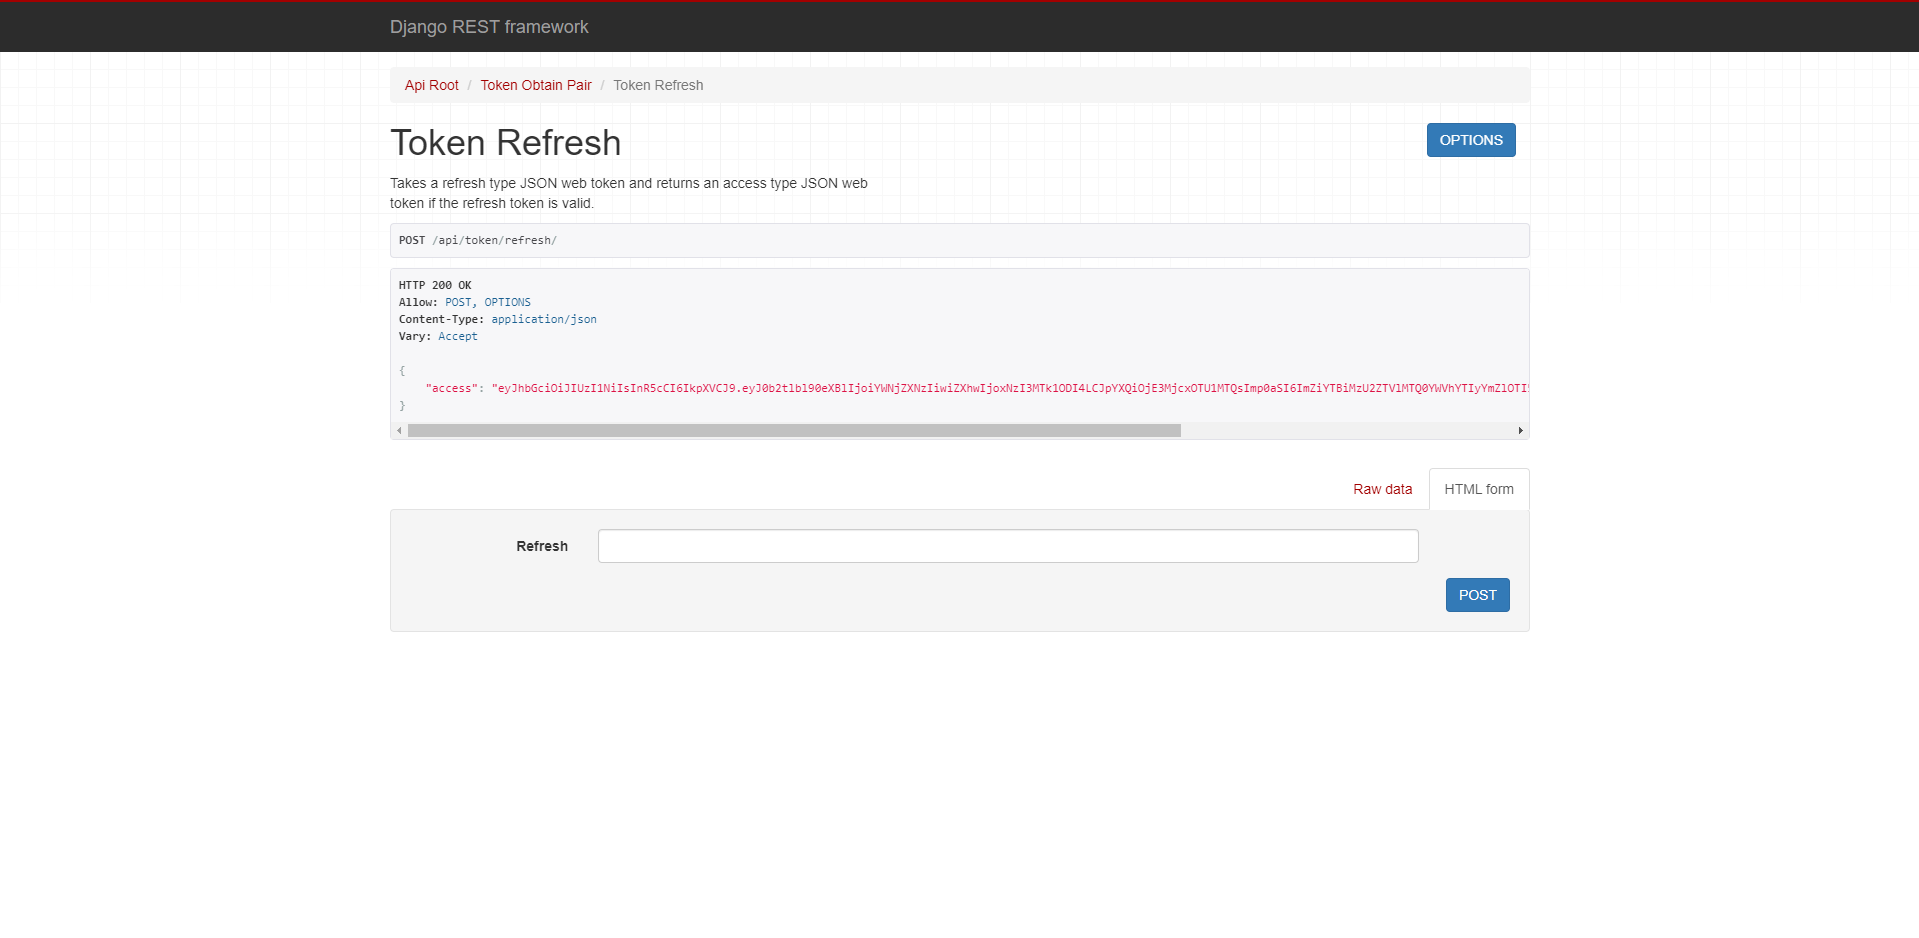 Django REST framework
Api Root / Token Obtain Pair / Token Refresh
Token Refresh
OPTIONS
Takes a refresh type JSON web token and returns an access type JSON web
token if the refresh token is valid.
POST /api/token/refresh/
HTTP 200 OK
Allow: POST, OPTIONS
Content-Type: application/json
Vary: Accept
{
"access": "eyJhbGciOiJIUzI1NiIsInR5cCI6IkpXVCJ9.eyJ0b2tlbl90eXBlIjoiYWNjZXNzIiwiZXhwIjoxNzI3MTk1ODI4LCJpYXQiOjE3MjcxOTU1MTQsImp0aSI6ImZiYTBiMzU2ZTVlMTQ0YWVhYTIyYmZlOTI5
}
Raw data
HTML form
Refresh
POST